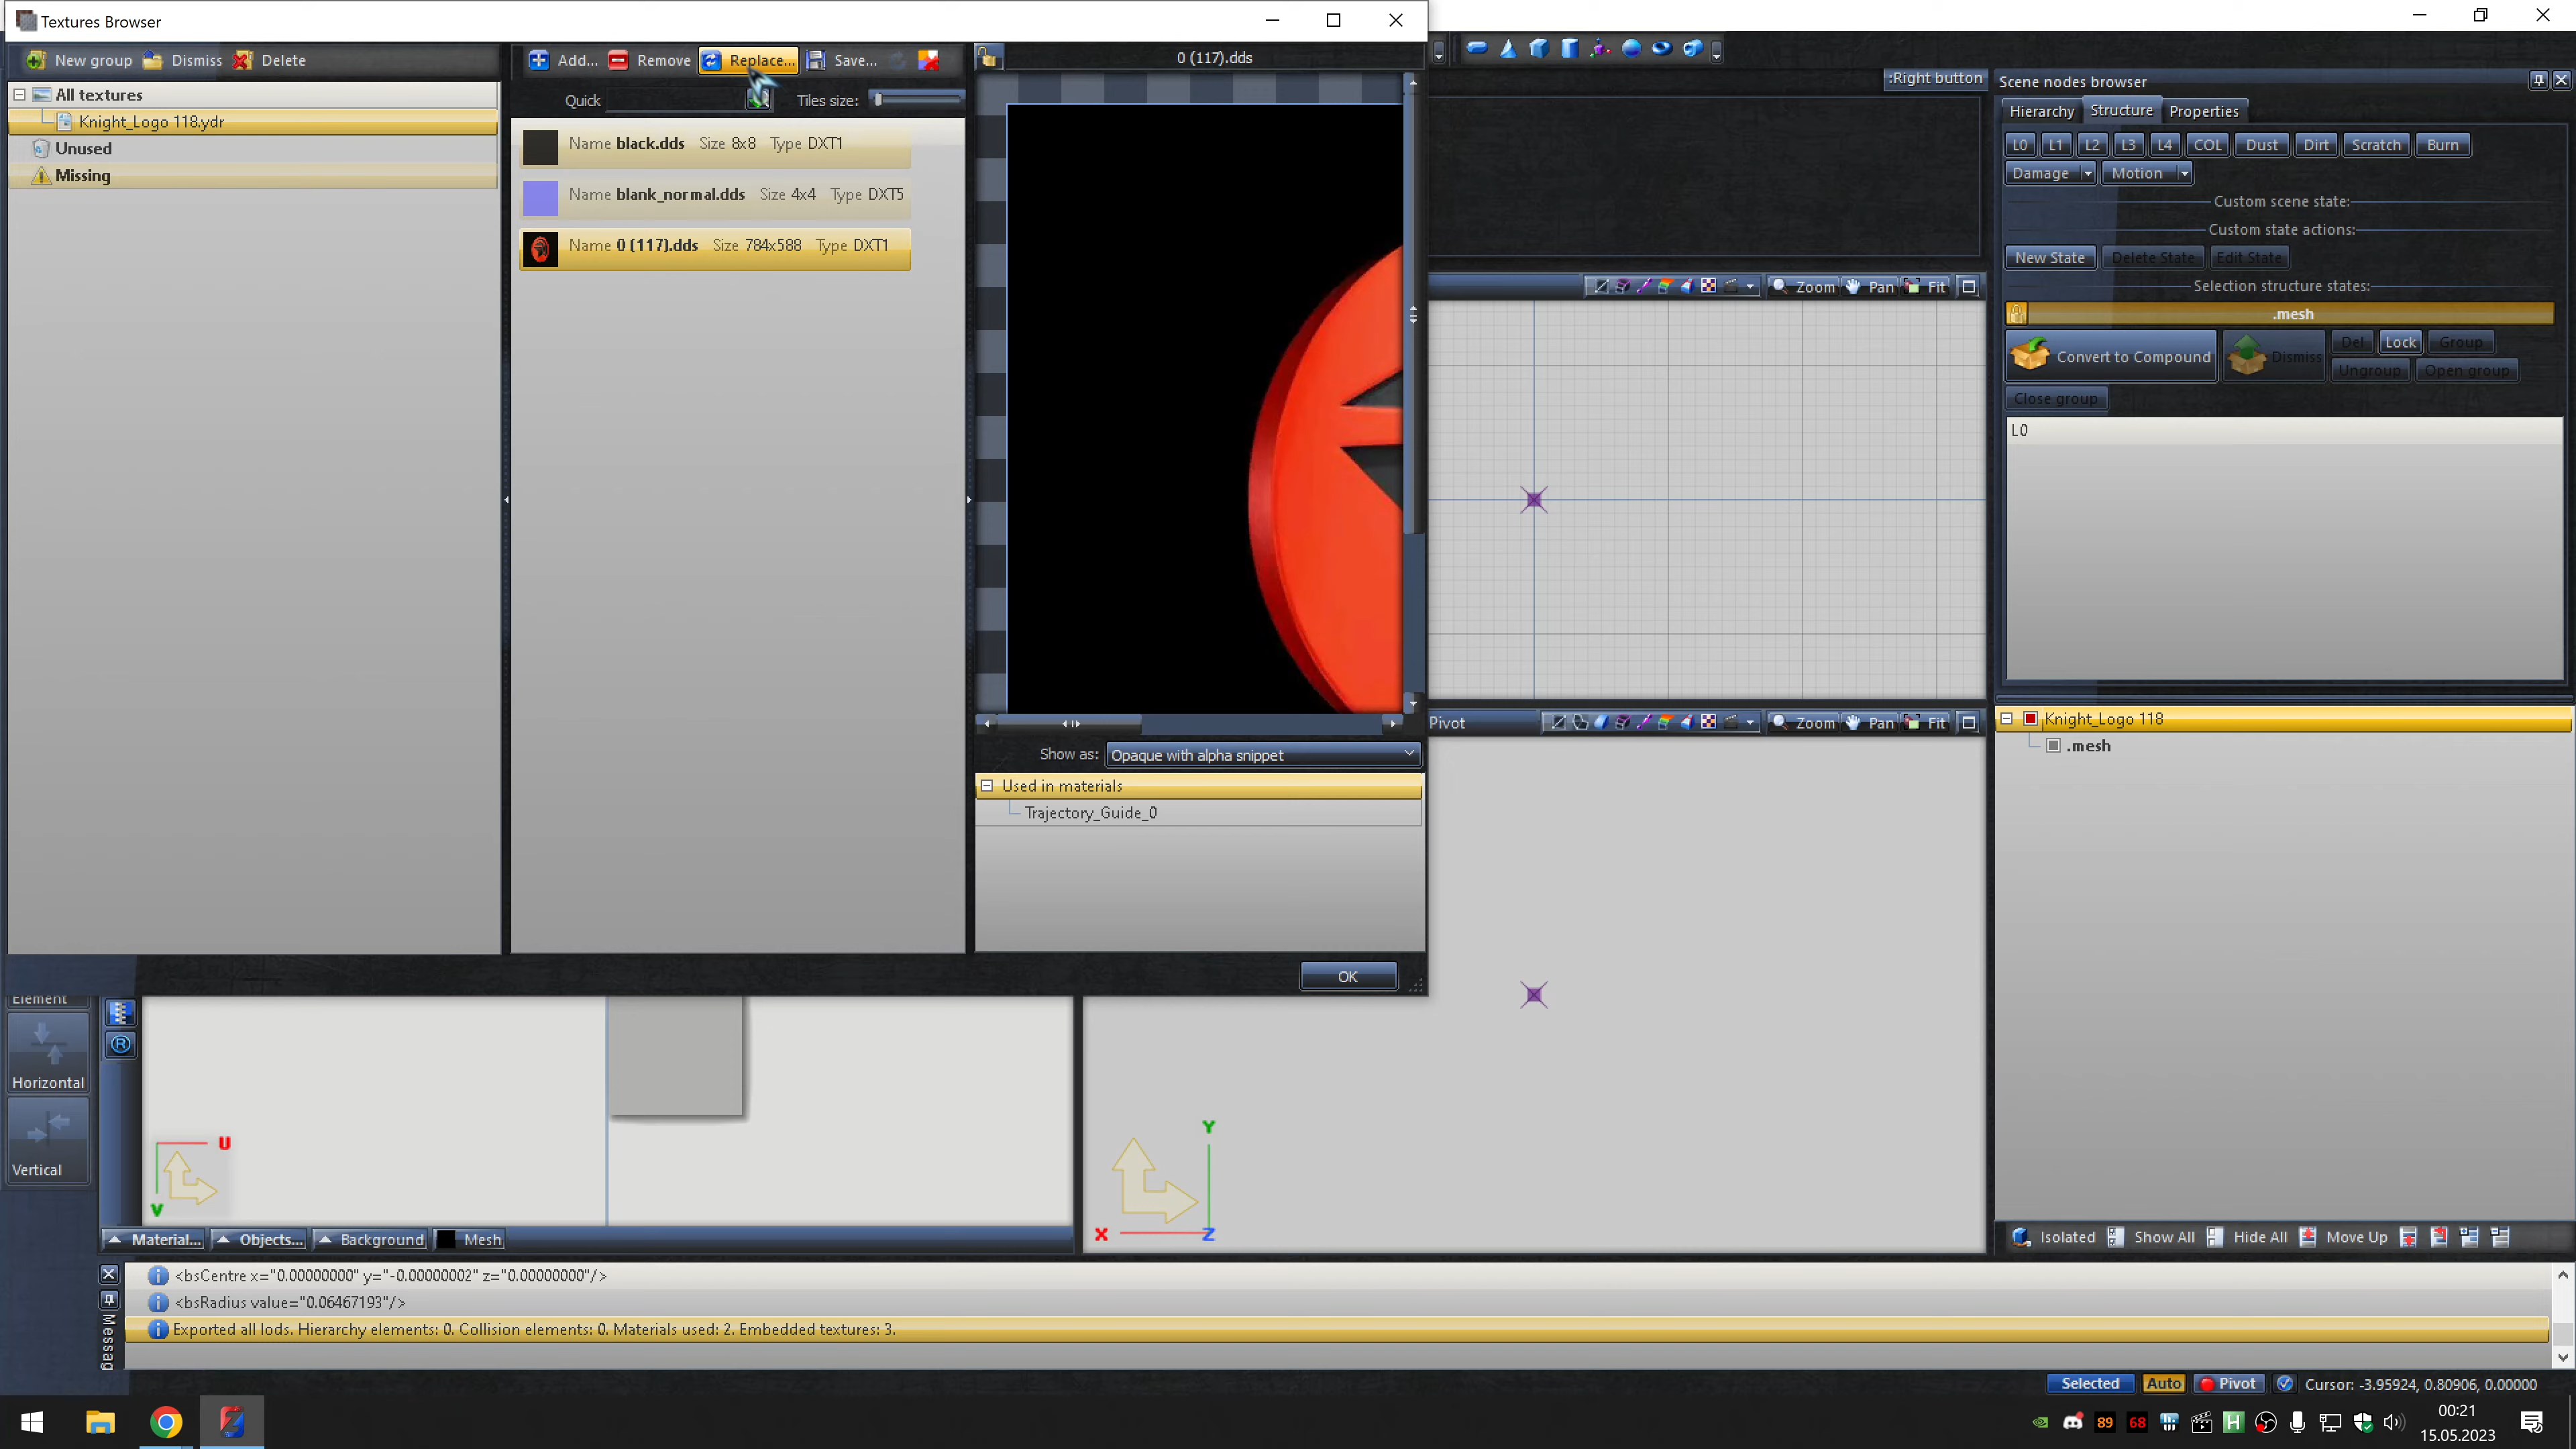 Textures Browser
New group Dismiss Delete
All textures
Knight_Logo 118.ydr
Unused
Missing
Add... Remove Replace... Save...
Quick Tiles size:
Name black.dds Size 8x8 Type DXT1
Name blank_normal.dds Size 4x4 Type DXT5
Name 0 (117).dds Size 784x588 Type DXT1
0 (117).dds
Show as: Opaque with alpha snippet
Used in materials
Trajectory_Guide_0
OK
:Right button
Zoom Pan Fit
Pivot Zoom Pan Fit
Scene nodes browser
Hierarchy Structure Properties
L0 L1 L2 L3 L4 COL Dust Dirt Scratch Burn
Damage Motion
Custom scene state:
Custom state actions:
New State Delete State Edit State
Selection structure states:
.mesh
Convert to Compound Dismiss Del Lock Group
Ungroup Open group
Close group
L0
Knight_Logo 118
.mesh
Isolated Show All Hide All Move Up
Element
Horizontal
Vertical
U
V
Y
X Z
Material... Objects... Background Mesh
Messag
<bsCentre x="0.00000000" y="-0.00000002" z="0.00000000"/>
<bsRadius value="0.06467193"/>
Exported all lods. Hierarchy elements: 0. Collision elements: 0. Materials used: 2. Embedded textures: 3.
Selected Auto Pivot Cursor: -3.95924, 0.80906, 0.00000
89 68 H
00:21
15.05.2023